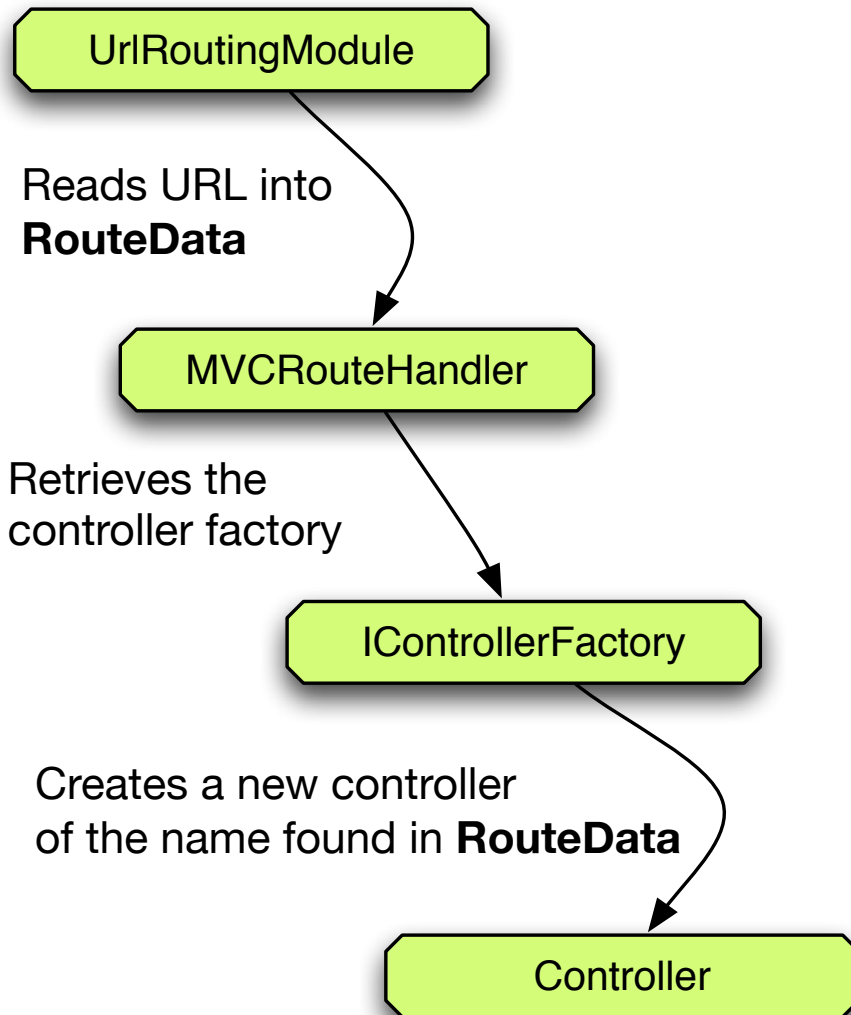 UrlRoutingModule
Reads URL into
RouteData
MVCRouteHandler
Retrieves the
controller factory
IControllerFactory
Creates a new controller
of the name found in RouteData
Controller